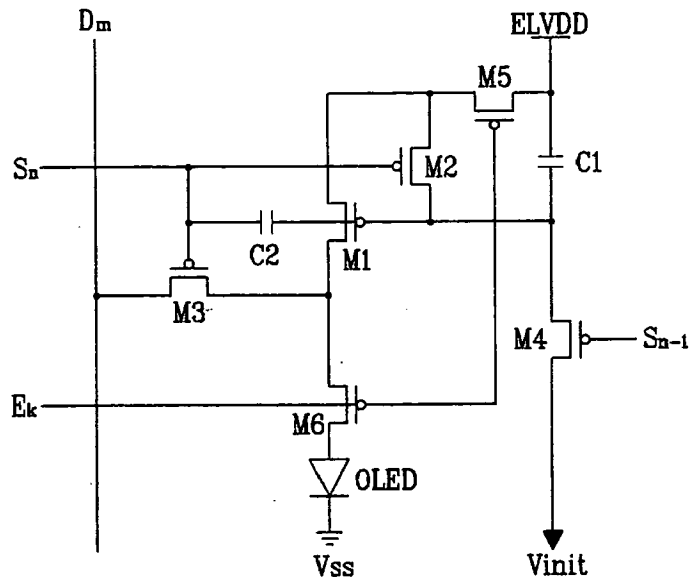 Dm
ELVDD
M5
Sn
M2
C1
C2
M1
M3
M4
Sn-1
Ek
M6
OLED
Vss
Vinit